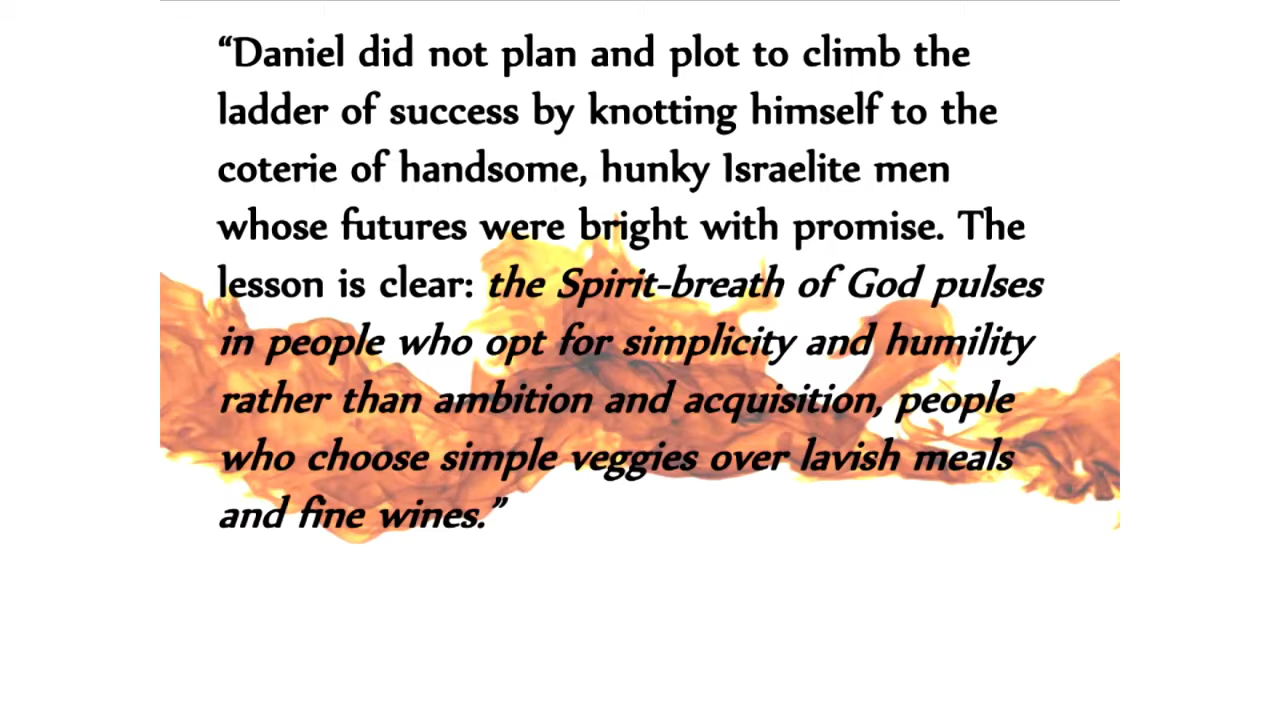 “Daniel did not plan and plot to climb the
ladder of success by knotting himself to the
coterie of handsome, hunky Israelite men
whose futures were bright with promise. The
lesson is clear: the Spirit-breath of God pulses
in people who opt for simplicity and humility
rather than ambition and acquisition, people
who choose simple veggies over lavish meals
and fine wines.”